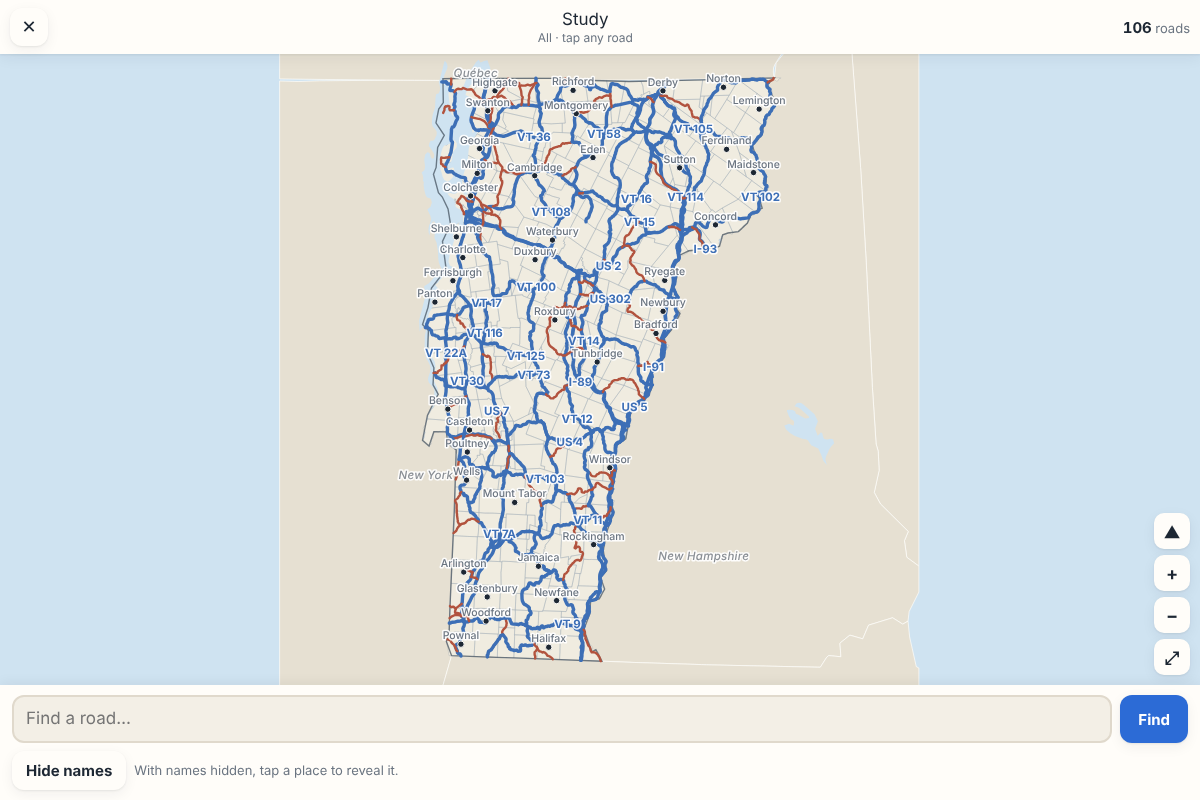 ✕
Study
All · tap any road
106 roads
Québec
Highgate
Richford
Derby
Norton
Swanton
Montgomery
Lemington
VT 36
VT 58
VT 105
Georgia
Eden
Ferdinand
Milton
Cambridge
Sutton
Maidstone
Colchester
VT 16
VT 114
VT 102
VT 108
VT 15
Concord
Shelburne
Waterbury
Charlotte
Duxbury
I-93
US 2
Ferrisburgh
Ryegate
Panton
VT 100
VT 17
US 302
Newbury
Roxbury
Bradford
VT 116
VT 14
VT 22A
VT 125
Tunbridge
I-91
VT 30
VT 73
I-89
Benson
US 7
US 5
Castleton
VT 12
Poultney
US 4
Windsor
New York
Wells
VT 103
Mount Tabor
VT 11
VT 7A
Rockingham
New Hampshire
Arlington
Jamaica
Glastenbury
Newfane
Woodford
VT 9
Pownal
Halifax
▲
+
−
⤢
Find a road...
Find
Hide names
With names hidden, tap a place to reveal it.